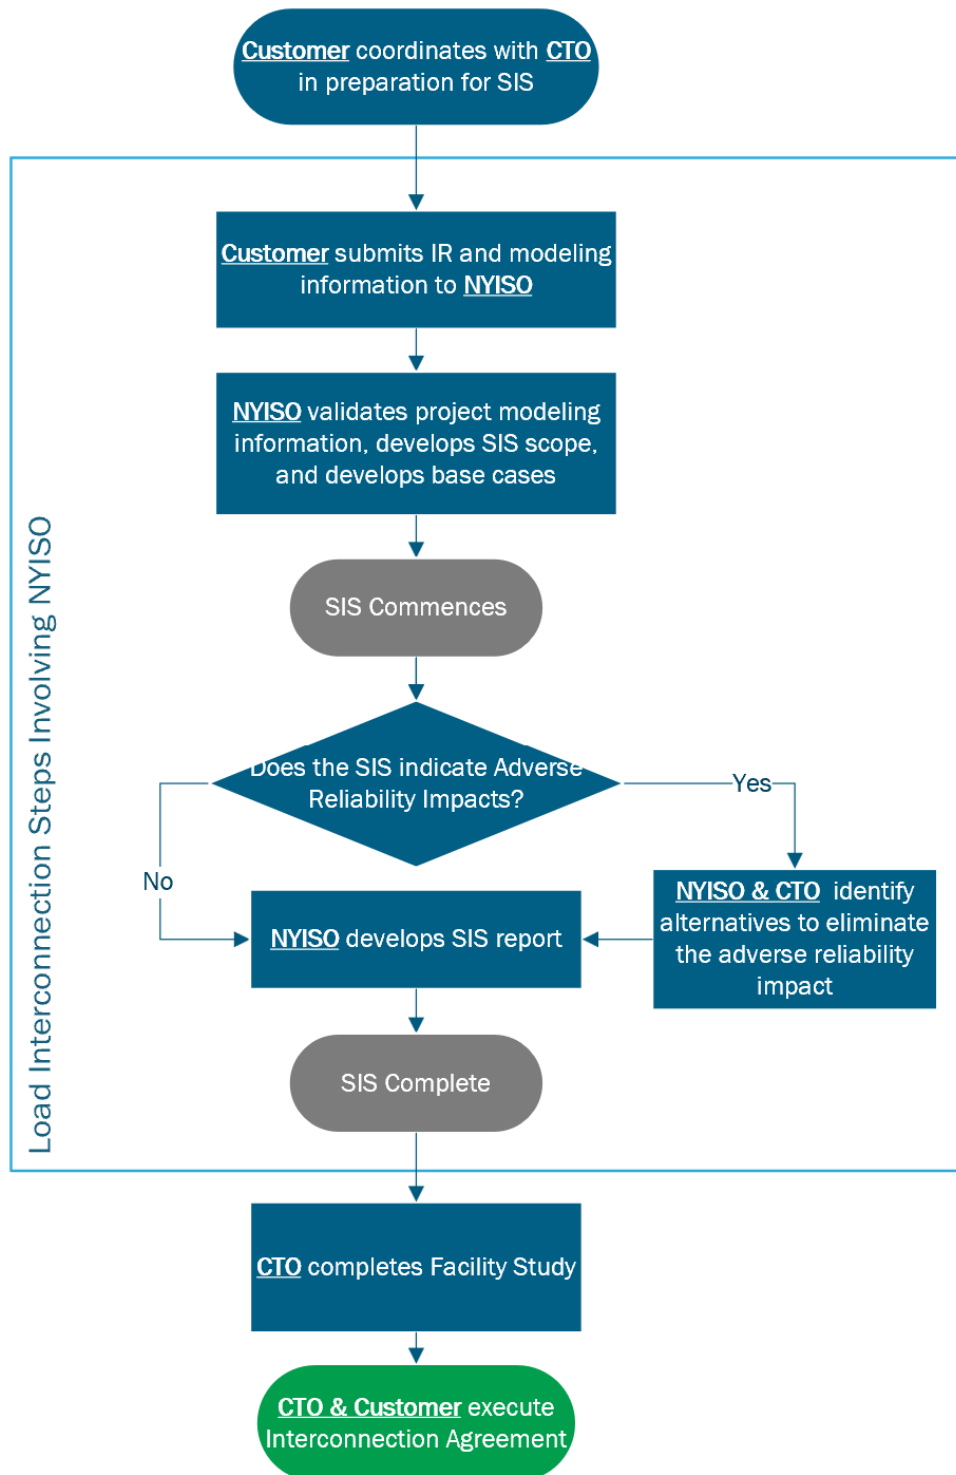 Customer coordinates with CTO
in preparation for SIS
Customer submits IR and modeling
information to NYISO
NYISO validates project modeling
information, develops SIS scope,
and develops base cases
SIS Commences
Does the SIS indicate Adverse
Reliability Impacts?
Yes
No
NYISO & CTO identify
alternatives to eliminate
the adverse reliability
impact
NYISO develops SIS report
SIS Complete
Load Interconnection Steps Involving NYISO
CTO completes Facility Study
CTO & Customer execute
Interconnection Agreement